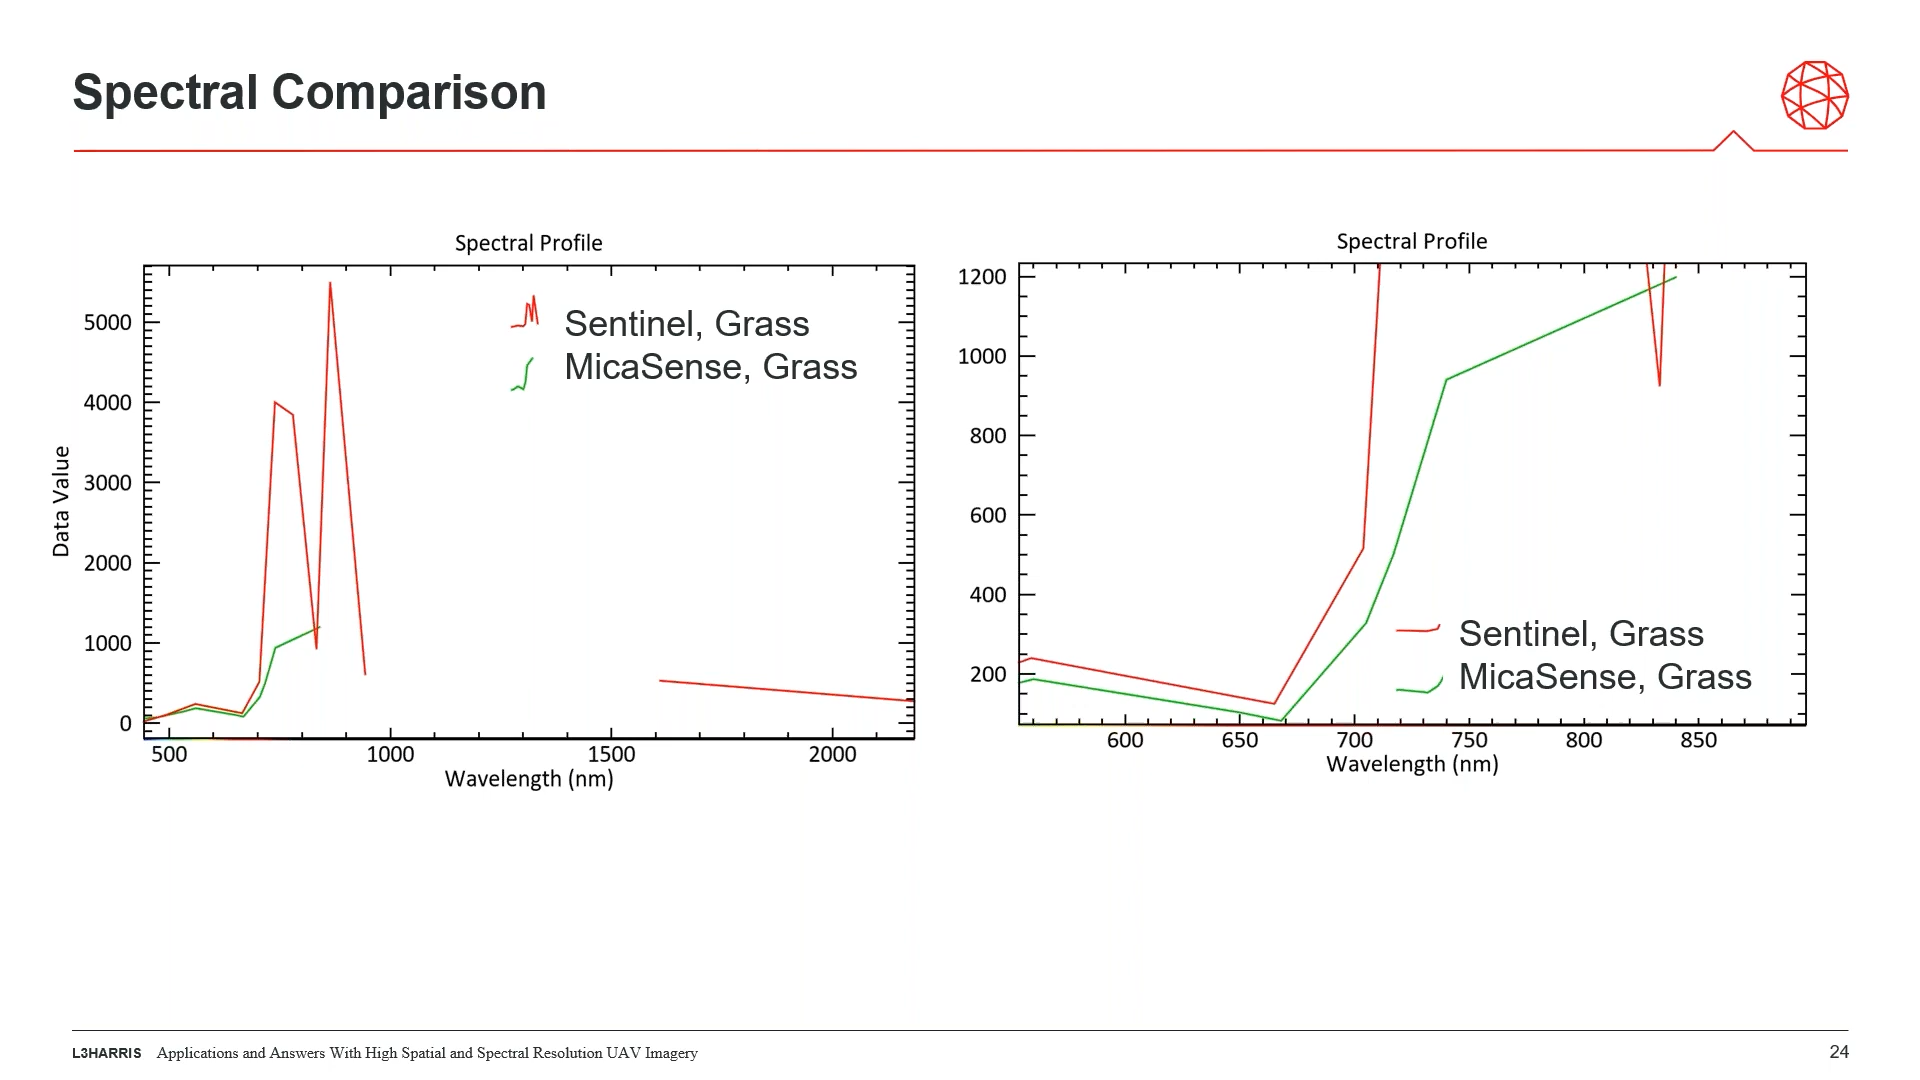 Spectral Comparison
Spectral Profile
5000
4000
3000
2000
1000
0
Data Value
500 1000 1500 2000
Wavelength (nm)
Sentinel, Grass
MicaSense, Grass
Spectral Profile
1200
1000
800
600
400
200
600 650 700 750 800 850
Wavelength (nm)
Sentinel, Grass
MicaSense, Grass
L3HARRIS Applications and Answers With High Spatial and Spectral Resolution UAV Imagery
24